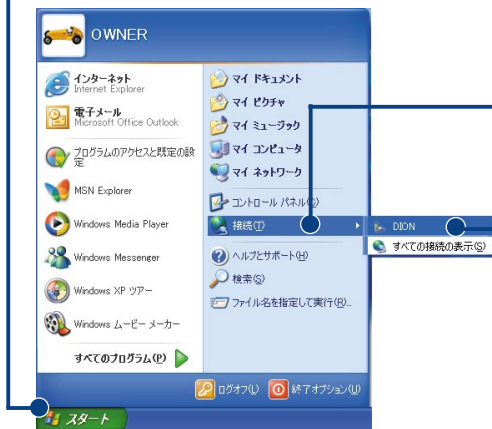 OWNER
インターネット
Internet Explorer
電子メール
Microsoft Office Outlook
プログラムのアクセスと既定の設
定
MSN Explorer
Windows Media Player
Windows Messenger
Windows XP ツアー
Windows ムービー メーカー
すべてのプログラム(P)
マイ ドキュメント
マイ ピクチャ
マイ ミュージック
マイ コンピュータ
マイ ネットワーク
コントロール パネル(C)
接続(T)
ヘルプとサポート(H)
検索(S)
ファイル名を指定して実行(R)...
DION
すべての接続の表示(S)
ログオフ(L)
終了オプション(U)
スタート